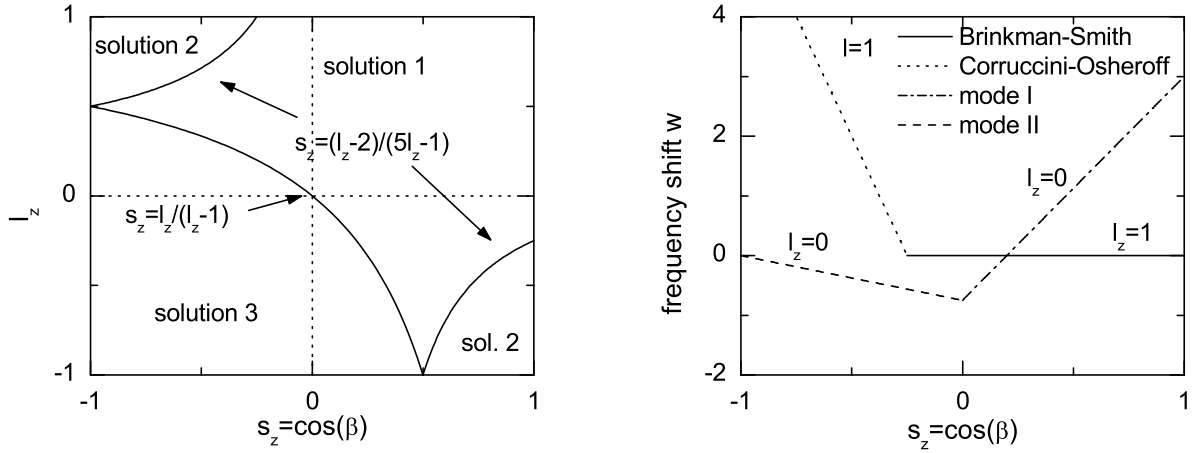 1
0
-1
l_z
solution 2
solution 1
s_z=(l_z-2)/(5l_z-1)
s_z=l_z/(l_z-1)
solution 3
sol. 2
-1
0
1
s_z=cos(β)
4
2
0
-2
frequency shift w
l=1
Brinkman-Smith
Corruccini-Osheroff
mode I
mode II
l_z=0
l_z=0
l_z=1
-1
0
1
s_z=cos(β)